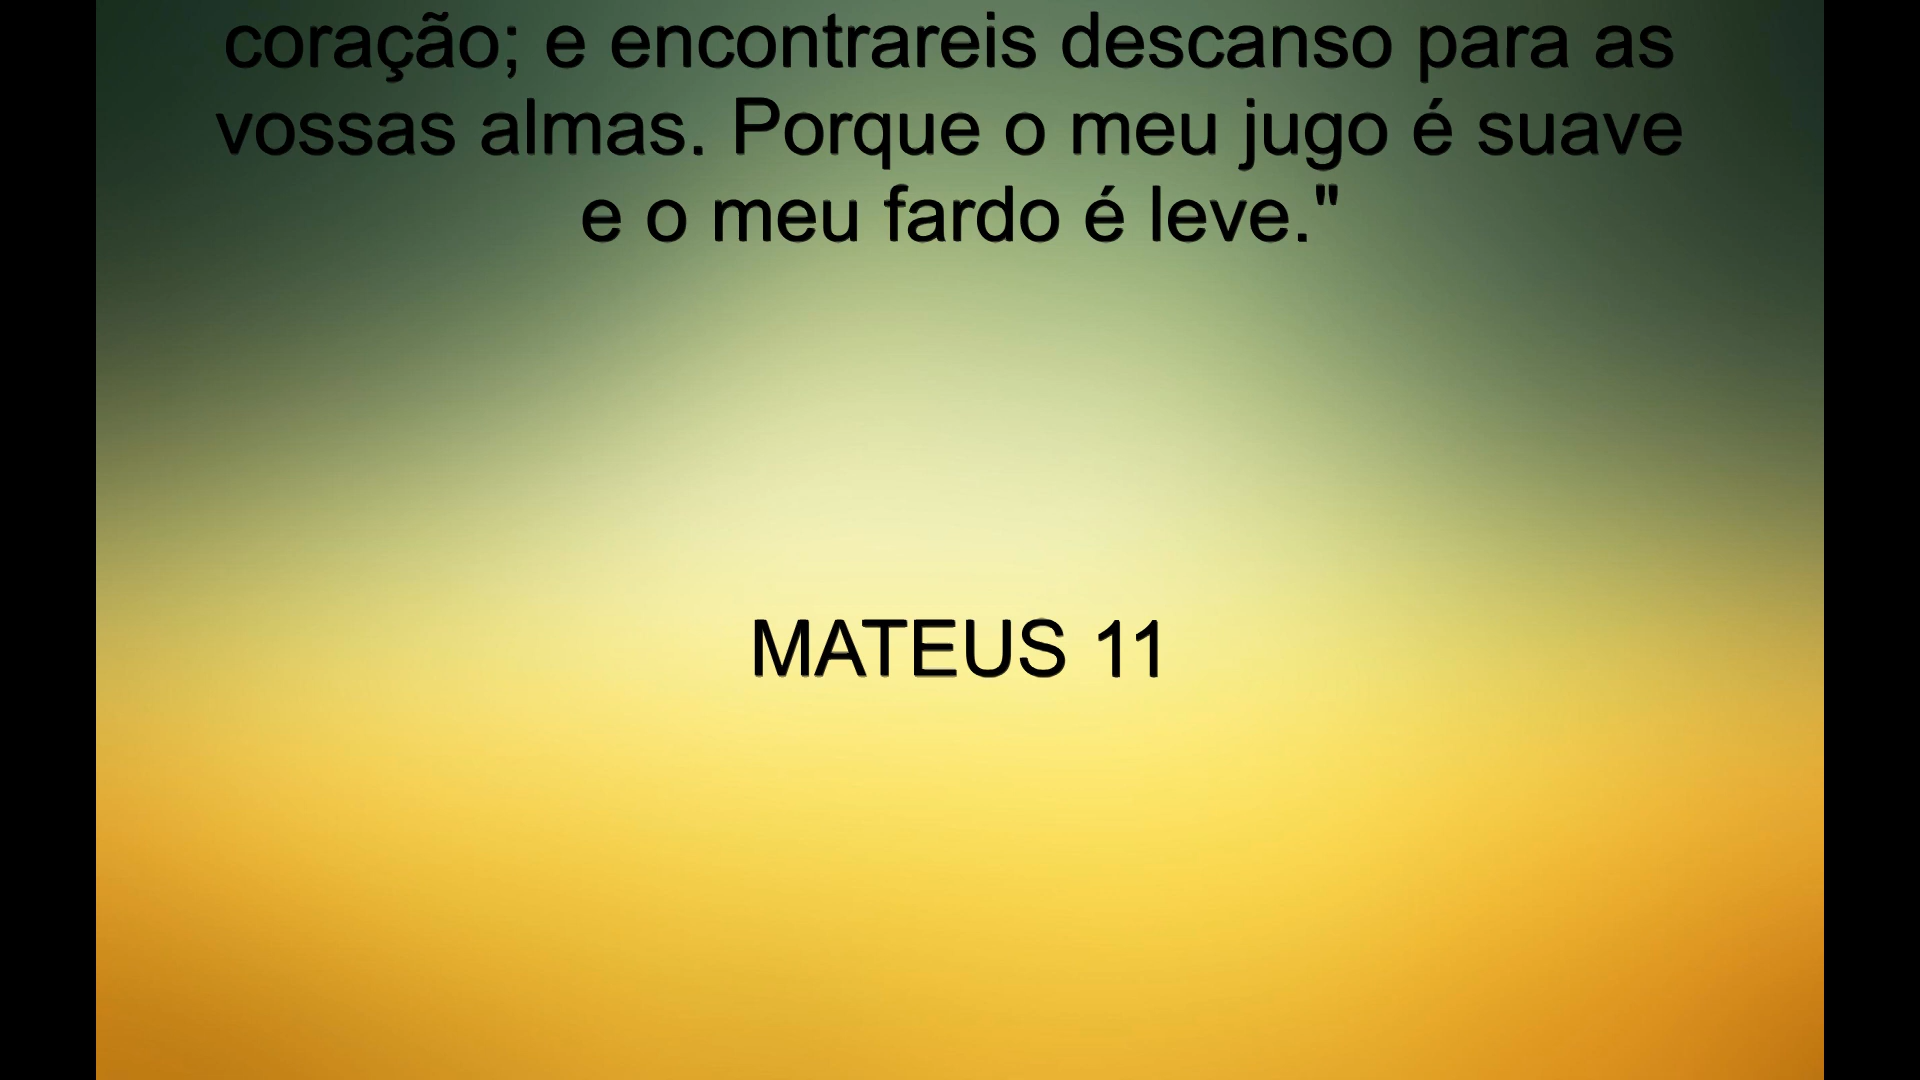 coração; e encontrareis descanso para as
vossas almas. Porque o meu jugo é suave
e o meu fardo é leve."
MATEUS 11